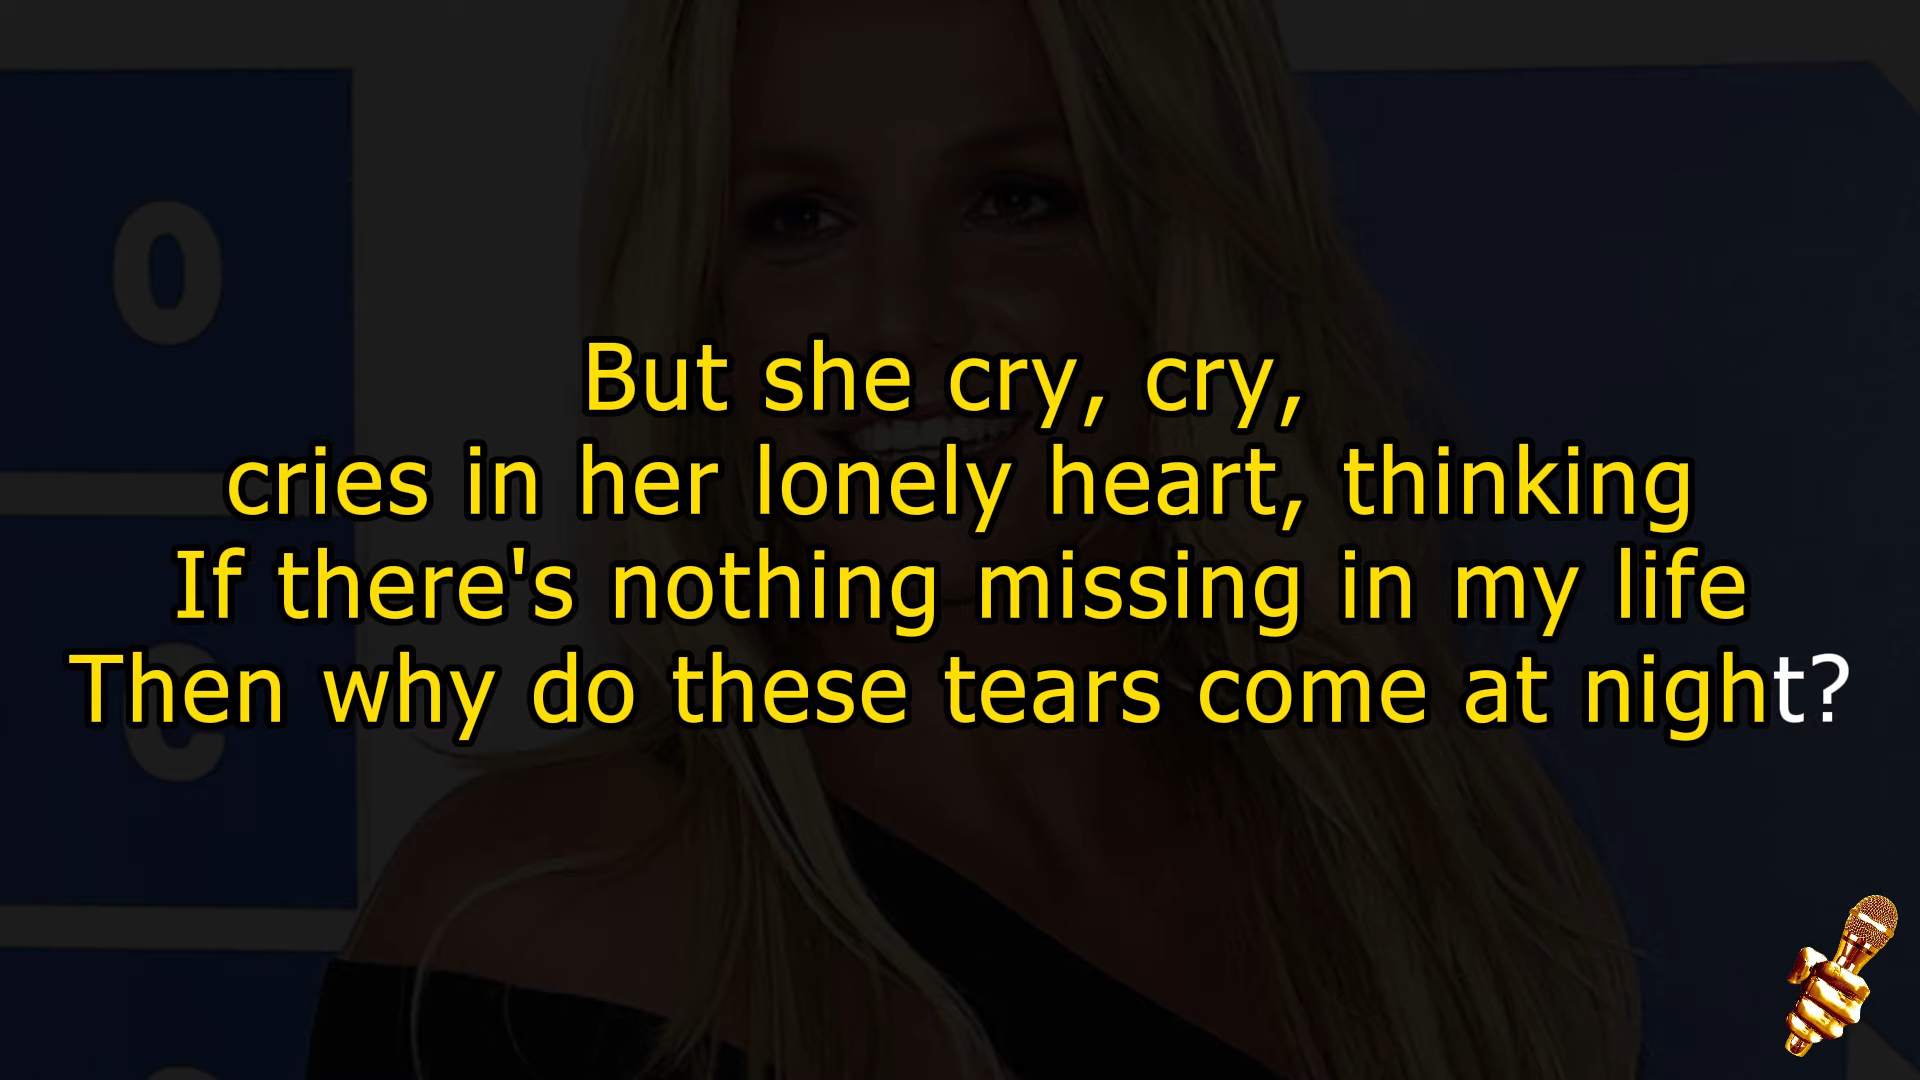 But she cry, cry,
cries in her lonely heart, thinking
If there's nothing missing in my life
Then why do these tears come at night?
O
C